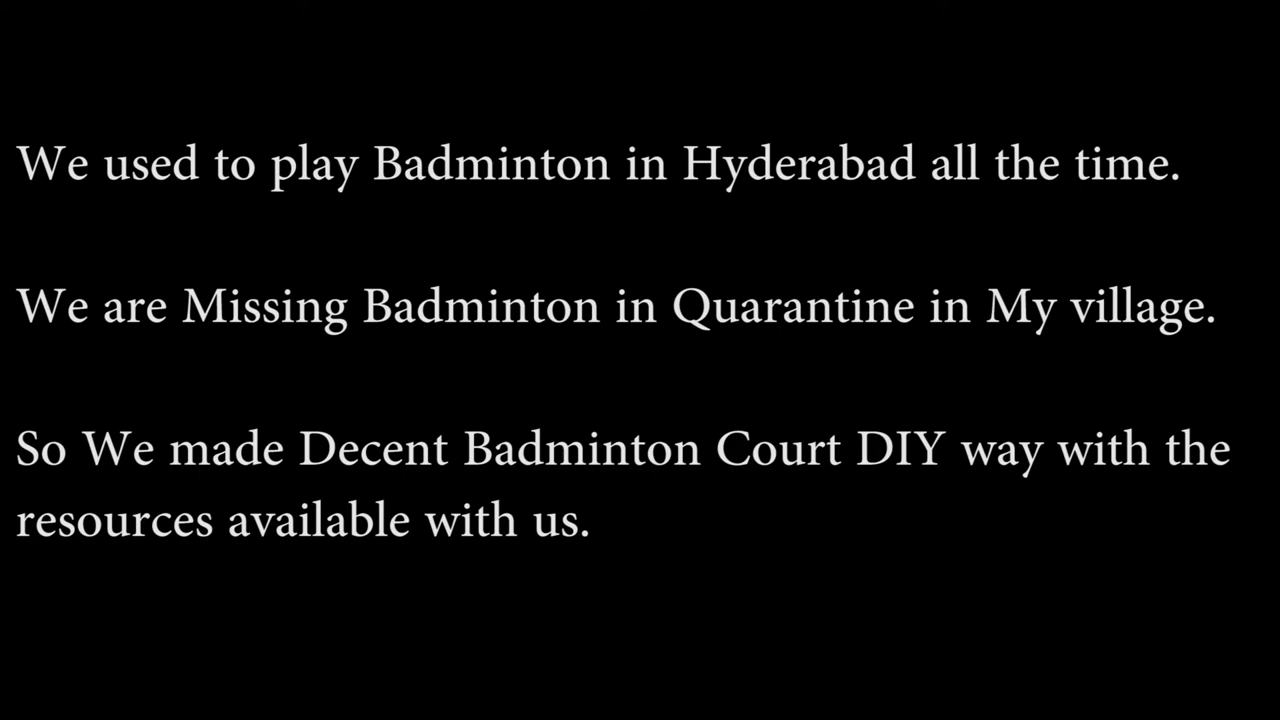 We used to play Badminton in Hyderabad all the time.
We are Missing Badminton in Quarantine in My village.
So We made Decent Badminton Court DIY way with the
resources available with us.